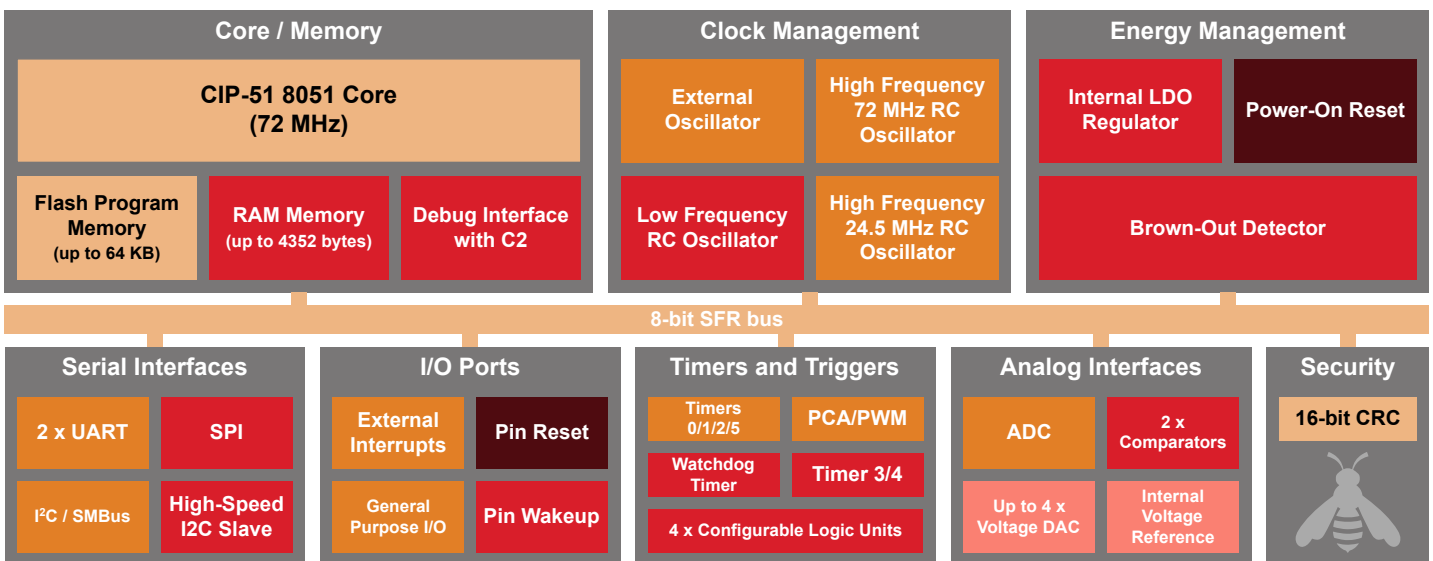 Core / Memory
CIP-51 8051 Core
(72 MHz)
Flash Program
Memory
(up to 64 KB)
RAM Memory
(up to 4352 bytes)
Debug Interface
with C2
Clock Management
External
Oscillator
High Frequency
72 MHz RC
Oscillator
Low Frequency
RC Oscillator
High Frequency
24.5 MHz RC
Oscillator
Energy Management
Internal LDO
Regulator
Power-On Reset
Brown-Out Detector
8-bit SFR bus
Serial Interfaces
2 x UART
SPI
I²C / SMBus
High-Speed
I2C Slave
I/O Ports
External
Interrupts
Pin Reset
General
Purpose I/O
Pin Wakeup
Timers and Triggers
Timers
0/1/2/5
PCA/PWM
Watchdog
Timer
Timer 3/4
4 x Configurable Logic Units
Analog Interfaces
ADC
2 x
Comparators
Up to 4 x
Voltage DAC
Internal
Voltage
Reference
Security
16-bit CRC